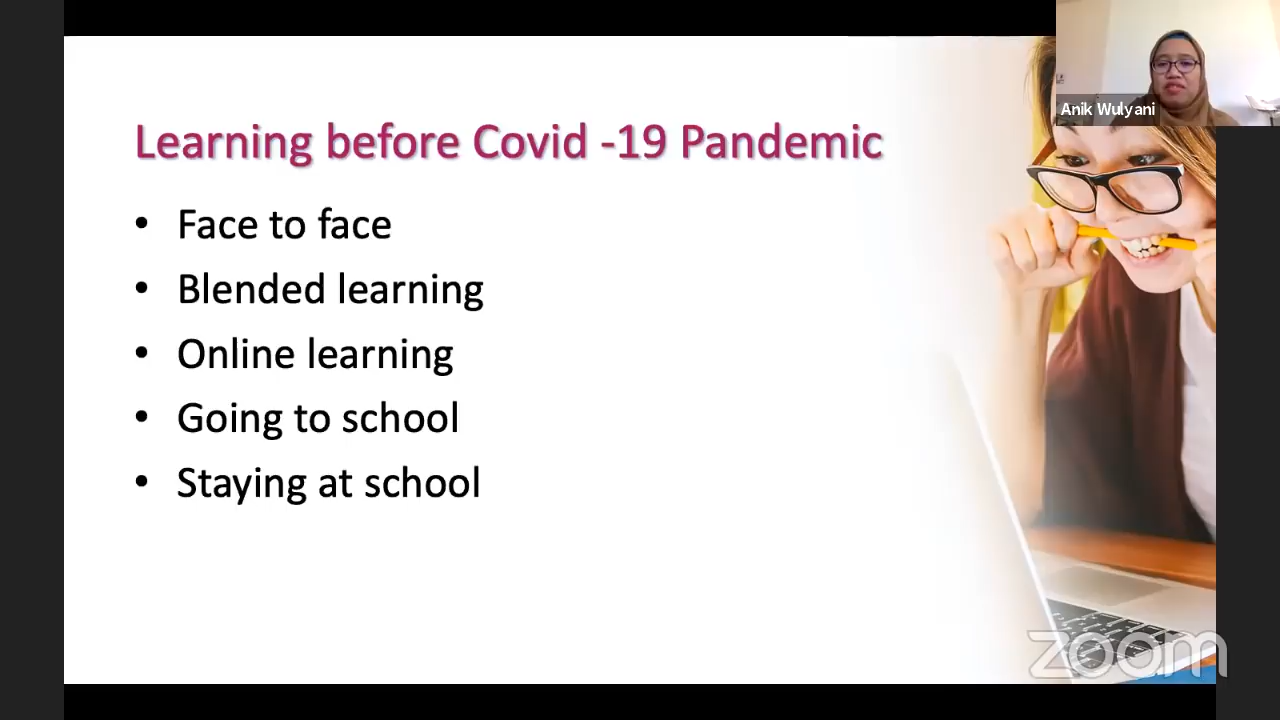 Anik Wulyani
Learning before Covid -19 Pandemic
• Face to face
• Blended learning
• Online learning
• Going to school
• Staying at school
zoom